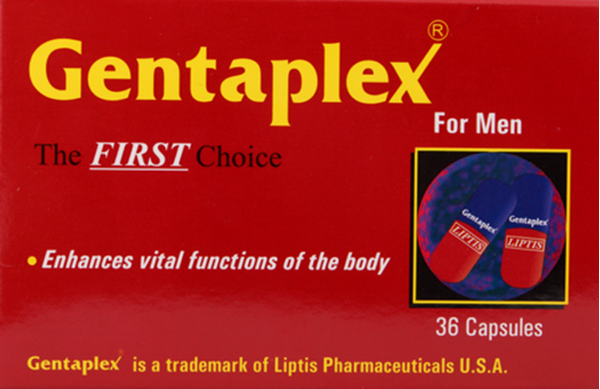 Gentaplex®
For Men
The FIRST Choice
• Enhances vital functions of the body
Gentaplex
LIPTIS
Gentaplex
LIPTIS
36 Capsules
Gentaplex is a trademark of Liptis Pharmaceuticals U.S.A.